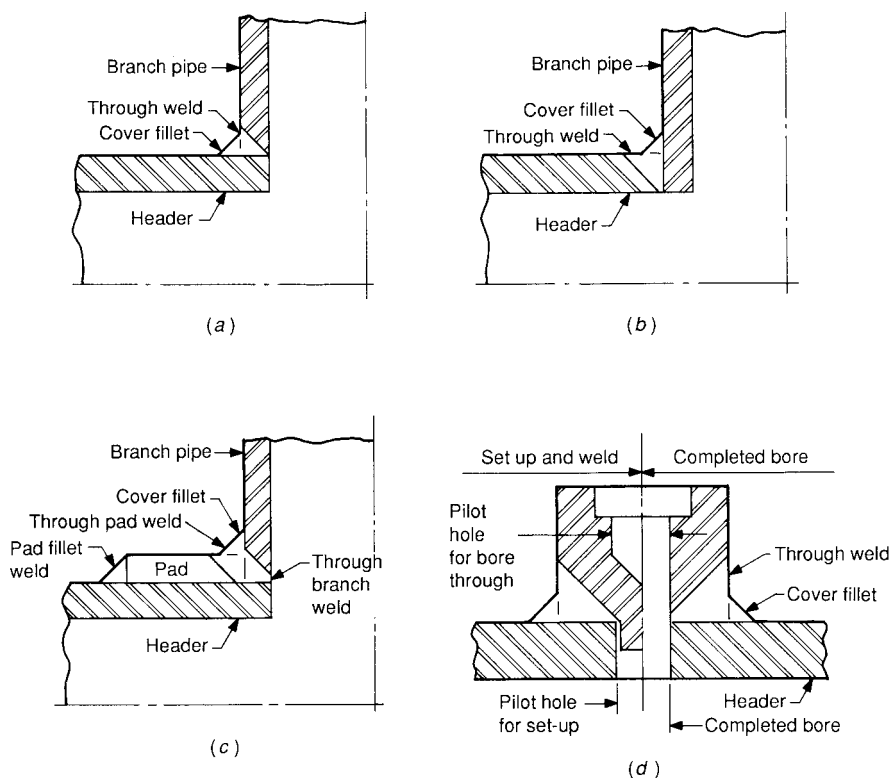 Branch pipe
Through weld
Cover fillet
Header
(a)
Branch pipe
Cover fillet
Through weld
Header
(b)
Branch pipe
Cover fillet
Through pad weld
Pad fillet
weld
Pad
Through
branch
weld
Header
(c)
Set up and weld
Completed bore
Pilot
hole
for bore
through
Through weld
Cover fillet
Pilot hole
for set-up
Header
Completed bore
(d)